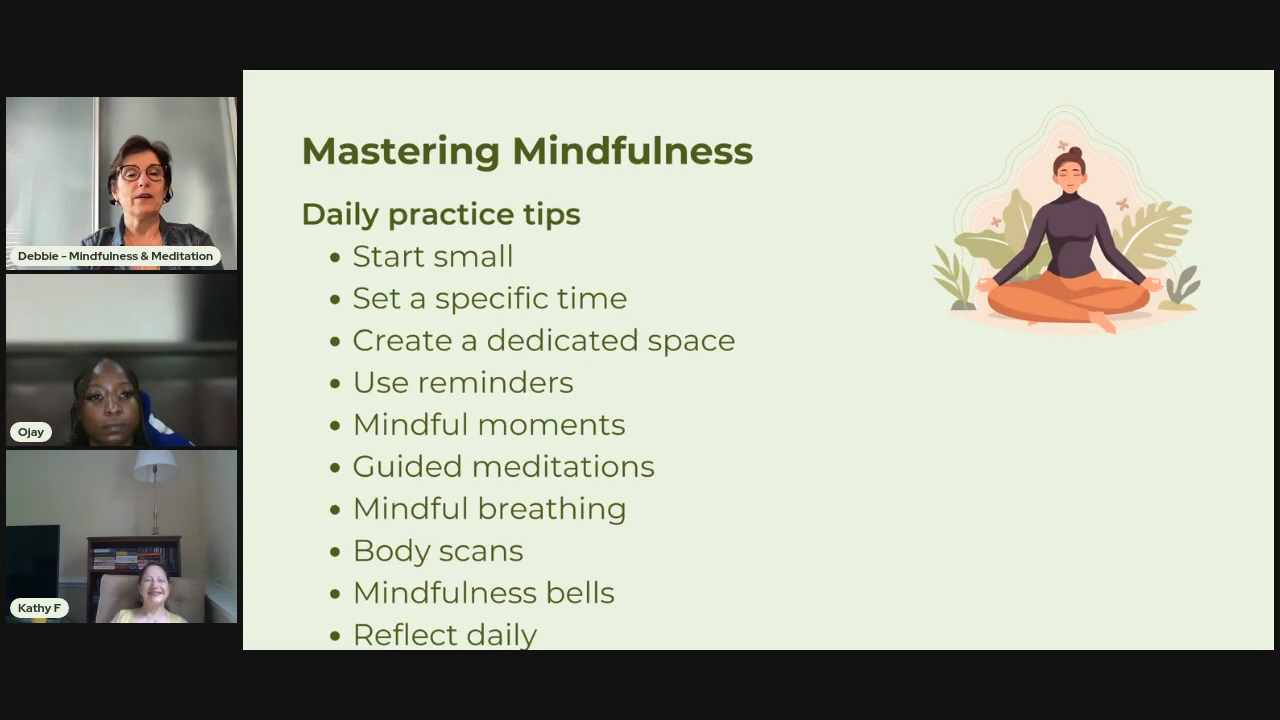 Debbie - Mindfulness & Meditation
Ojay
Kathy F
Mastering Mindfulness
Daily practice tips
• Start small
• Set a specific time
• Create a dedicated space
• Use reminders
• Mindful moments
• Guided meditations
• Mindful breathing
• Body scans
• Mindfulness bells
• Reflect daily